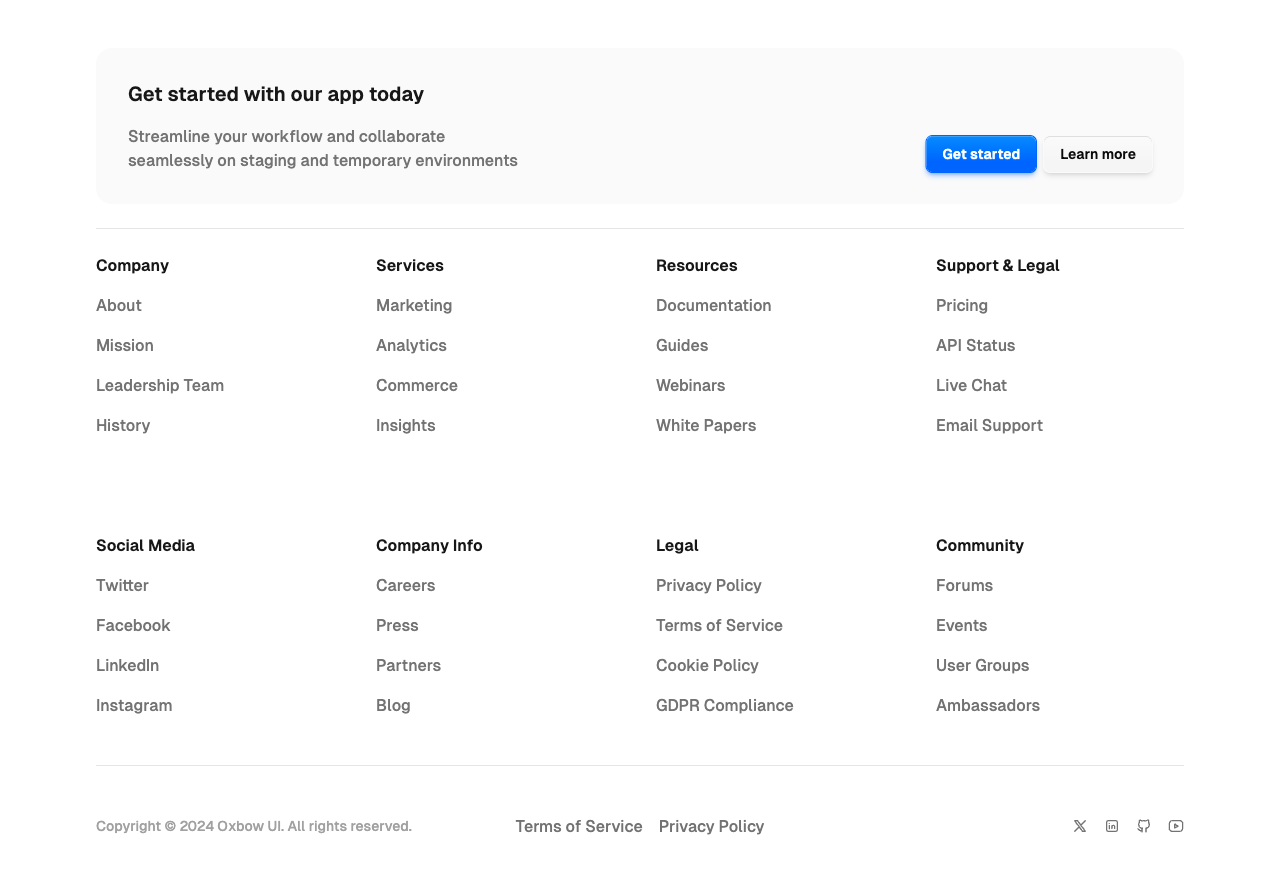 Get started with our app today
Streamline your workflow and collaborate
seamlessly on staging and temporary environments
Get started
Learn more
Company
About
Mission
Leadership Team
History
Services
Marketing
Analytics
Commerce
Insights
Resources
Documentation
Guides
Webinars
White Papers
Support & Legal
Pricing
API Status
Live Chat
Email Support
Social Media
Twitter
Facebook
LinkedIn
Instagram
Company Info
Careers
Press
Partners
Blog
Legal
Privacy Policy
Terms of Service
Cookie Policy
GDPR Compliance
Community
Forums
Events
User Groups
Ambassadors
Copyright © 2024 Oxbow UI. All rights reserved.
Terms of Service
Privacy Policy